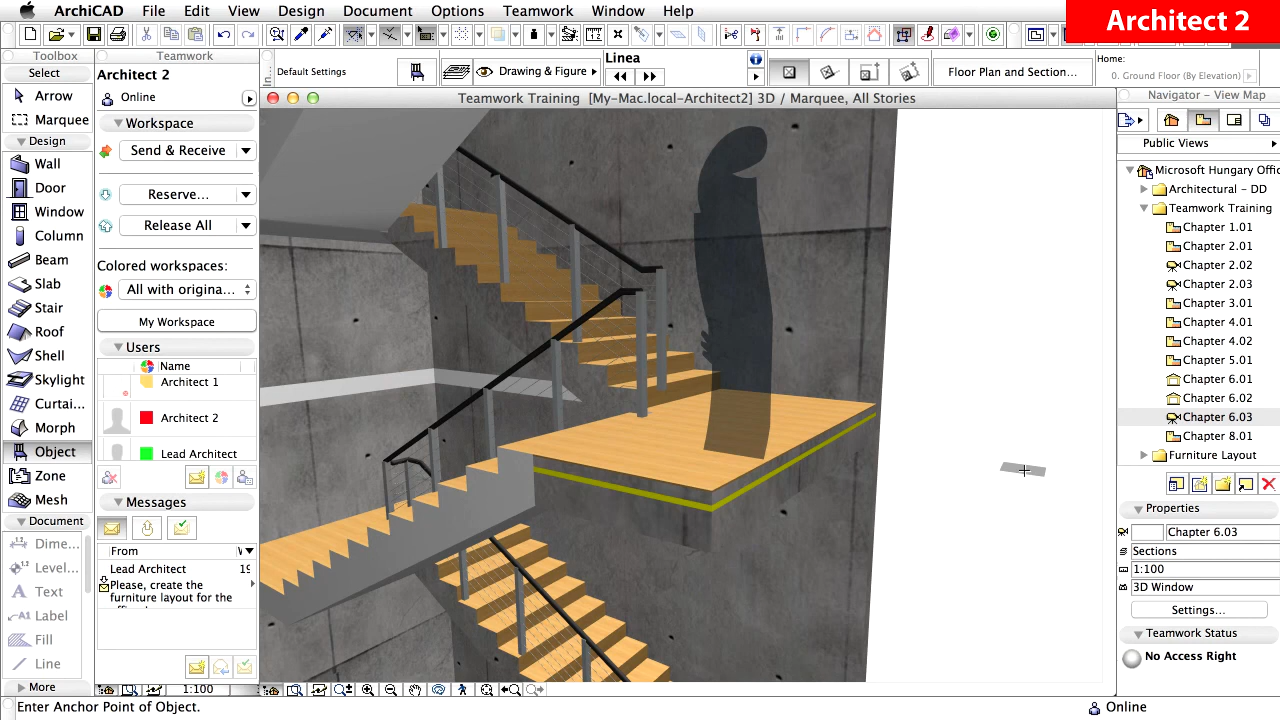 ArchiCAD File Edit View Design Document Options Teamwork Window Help
Architect 2
Toolbox
Select
Arrow
Marquee
Design
Wall
Door
Window
Column
Beam
Slab
Stair
Roof
Shell
Skylight
Curtai...
Morph
Object
Zone
Mesh
Document
Dime...
Level...
Text
Label
Fill
Line
More
Teamwork
Architect 2
Online
Workspace
Send & Receive
Reserve...
Release All
Colored workspaces:
All with origina...
My Workspace
Users
Name
Architect 1
Architect 2
Lead Architect
Messages
From
Lead Architect 19
Please, create the
furniture layout for the
1:100
Default Settings
Drawing & Figure
Linea
Floor Plan and Section...
Home:
0. Ground Floor (By Elevation)
Teamwork Training [My-Mac.local-Architect2] 3D / Marquee, All Stories
Navigator - View Map
Public Views
Microsoft Hungary Offic
Architectural - DD
Teamwork Training
Chapter 1.01
Chapter 2.01
Chapter 2.02
Chapter 2.03
Chapter 3.01
Chapter 4.01
Chapter 4.02
Chapter 5.01
Chapter 6.01
Chapter 6.02
Chapter 6.03
Chapter 8.01
Furniture Layout
Properties
Chapter 6.03
Sections
1:100
3D Window
Settings...
Teamwork Status
No Access Right
Enter Anchor Point of Object.
Online